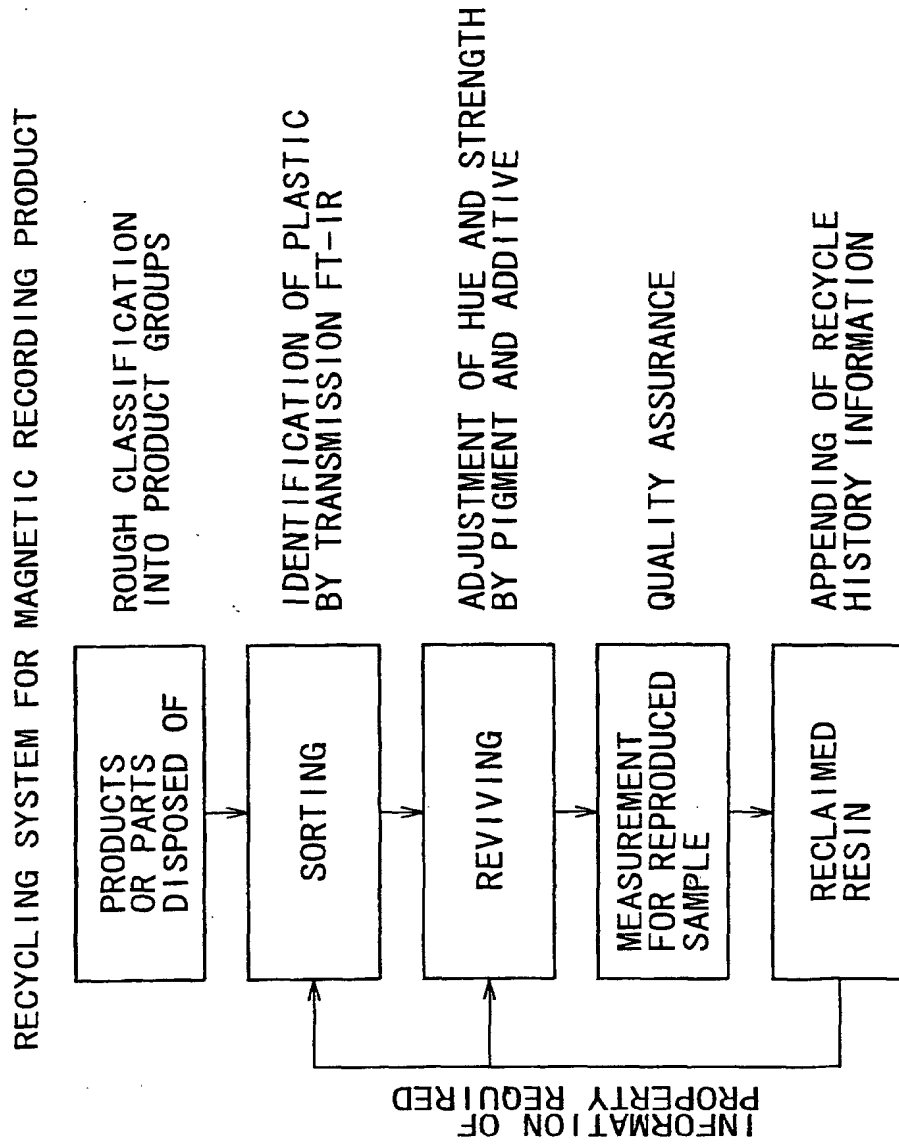 RECYCLING SYSTEM FOR MAGNETIC RECORDING PRODUCT
PRODUCTS
OR PARTS
DISPOSED OF
ROUGH CLASSIFICATION
INTO PRODUCT GROUPS
SORTING
IDENTIFICATION OF PLASTIC
BY TRANSMISSION FT-IR
REVIVING
ADJUSTMENT OF HUE AND STRENGTH
BY PIGMENT AND ADDITIVE
MEASUREMENT
FOR REPRODUCED
SAMPLE
QUALITY ASSURANCE
RECLAIMED
RESIN
APPENDING OF RECYCLE
HISTORY INFORMATION
INFORMATION OF
PROPERTY REQUIRED